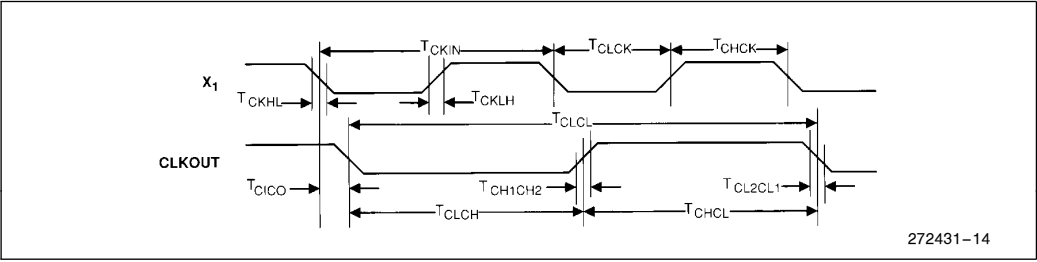 TCKIN TCLCK TCHCK
X1
TCKHL TCKLH
TCLCL
CLKOUT
TCICO TCH1CH2 TCL2CL1
TCLCH TCHCL
272431-14